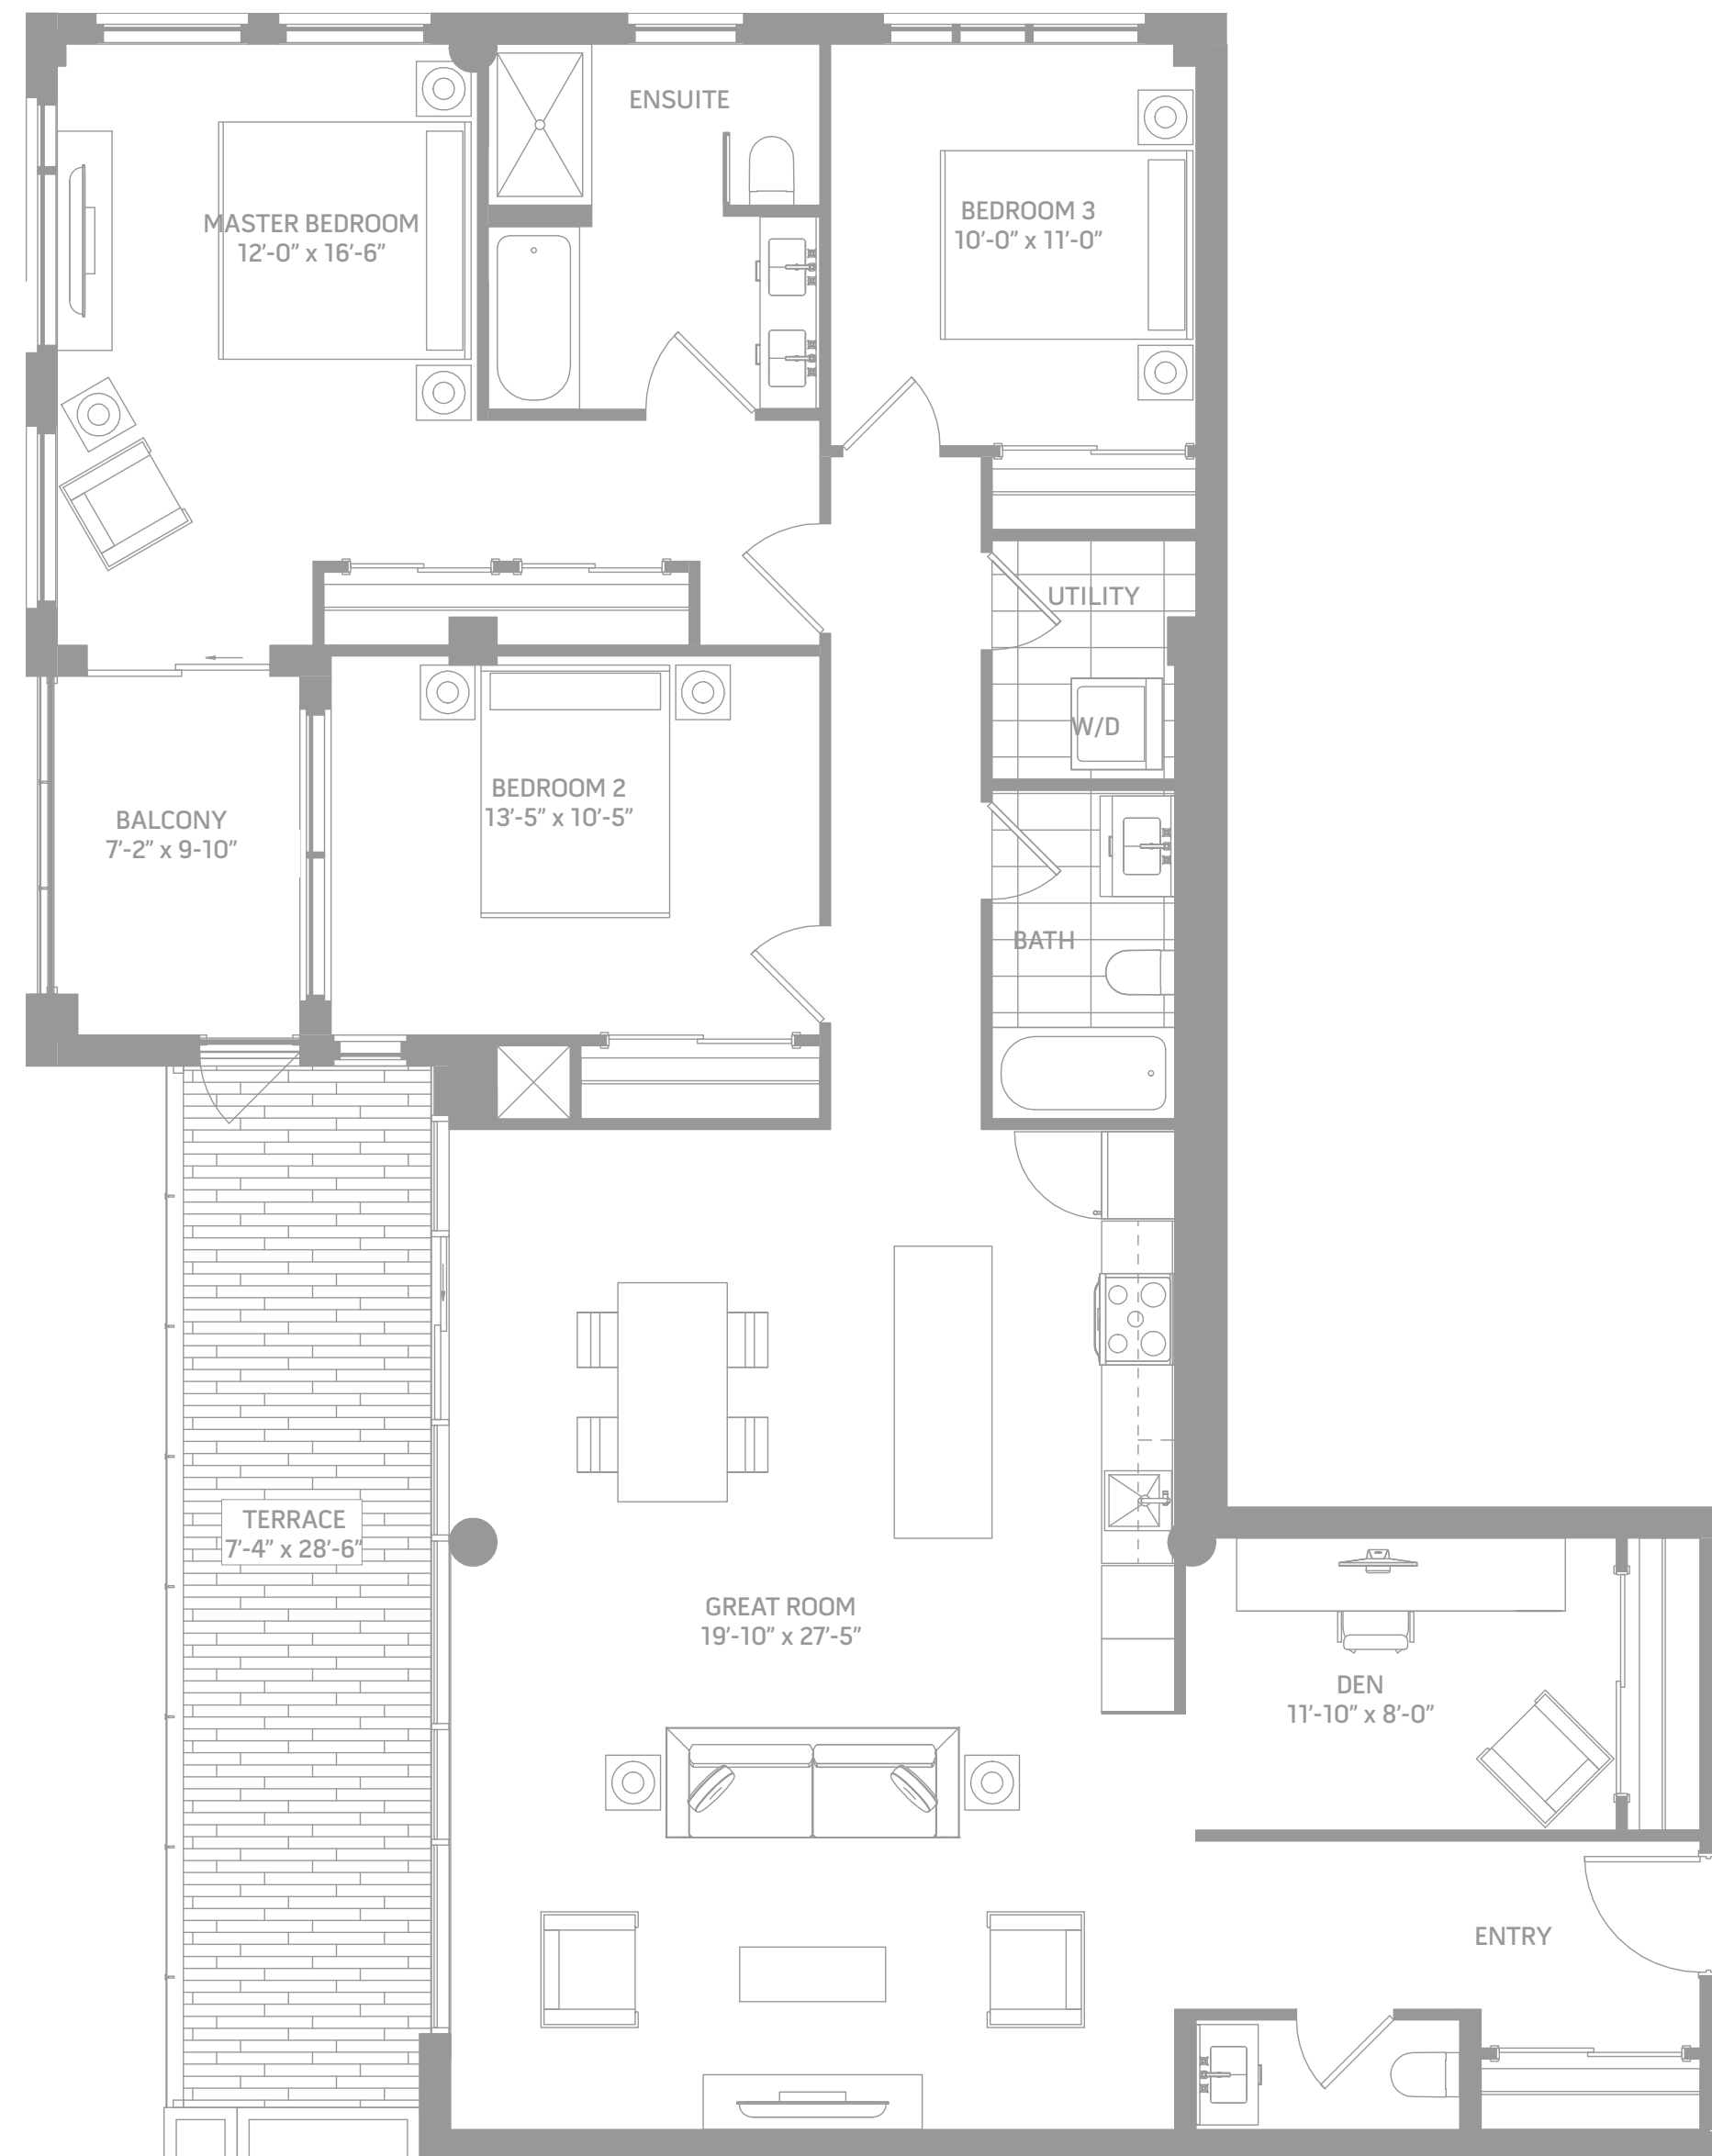 ENSUITE
MASTER BEDROOM
12’-0” x 16’-6”
BEDROOM 3
10’-0” x 11’-0”
UTILITY
W/D
BEDROOM 2
13’-5” x 10’-5”
BALCONY
7’-2” x 9-10”
BATH
TERRACE
7’-4” x 28’-6”
GREAT ROOM
19’-10” x 27’-5”
DEN
11’-10” x 8’-0”
ENTRY